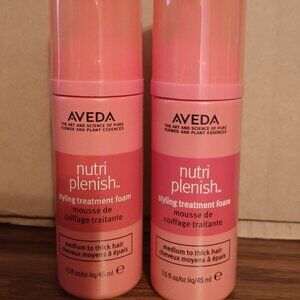 AVEDA
THE ART AND SCIENCE OF PURE
FLOWER AND PLANT ESSENCES
nutri
plenish™
styling treatment foam
mousse de
coiffage traitante
medium to thick hair
cheveux moyens à épais
1.5 fl oz/oz liq/45 ml ℮
AVEDA
THE ART AND SCIENCE OF PURE
FLOWER AND PLANT ESSENCES
nutri
plenish™
styling treatment foam
mousse de
coiffage traitante
medium to thick hair
cheveux moyens à épais
1.5 fl oz/oz liq/45 ml ℮